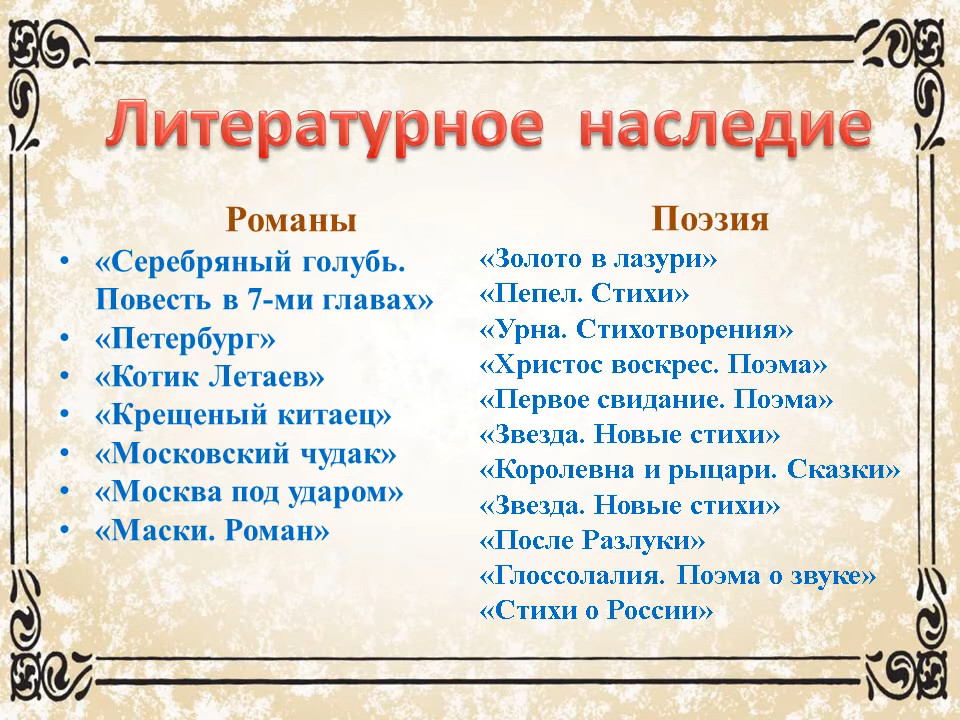 Литературное наследие
Романы
• «Серебряный голубь.
Повесть в 7-ми главах»
• «Петербург»
• «Котик Летаев»
• «Крещеный китаец»
• «Московский чудак»
• «Москва под ударом»
• «Маски. Роман»
Поэзия
«Золото в лазури»
«Пепел. Стихи»
«Урна. Стихотворения»
«Христос воскрес. Поэма»
«Первое свидание. Поэма»
«Звезда. Новые стихи»
«Королевна и рыцари. Сказки»
«Звезда. Новые стихи»
«После Разлуки»
«Глоссолалия. Поэма о звуке»
«Стихи о России»